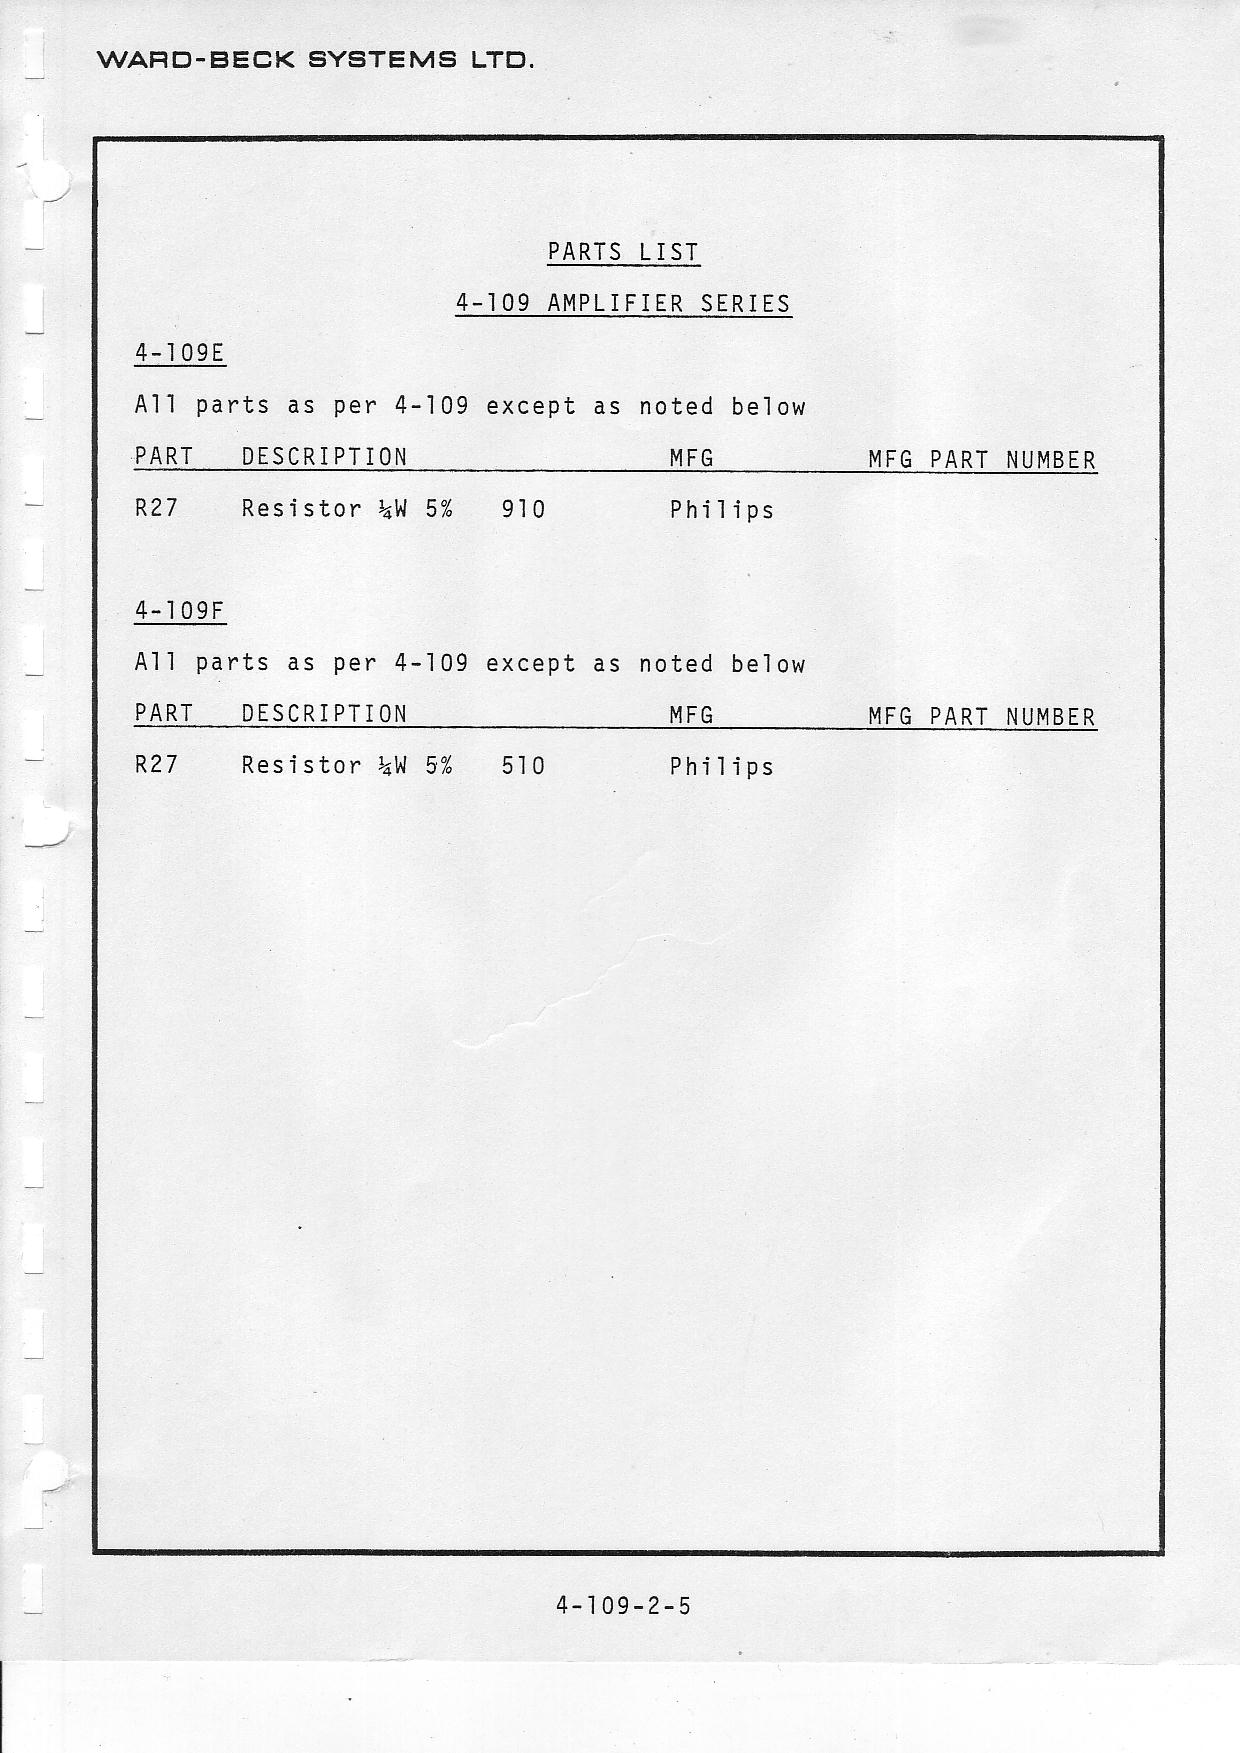 WARD-BECK SYSTEMS LTD.
PARTS LIST
4-109 AMPLIFIER SERIES
4-109E
All parts as per 4-109 except as noted below
PART DESCRIPTION MFG MFG PART NUMBER
R27 Resistor ¼W 5% 910 Philips
4-109F
All parts as per 4-109 except as noted below
PART DESCRIPTION MFG MFG PART NUMBER
R27 Resistor ¼W 5% 510 Philips
4-109-2-5